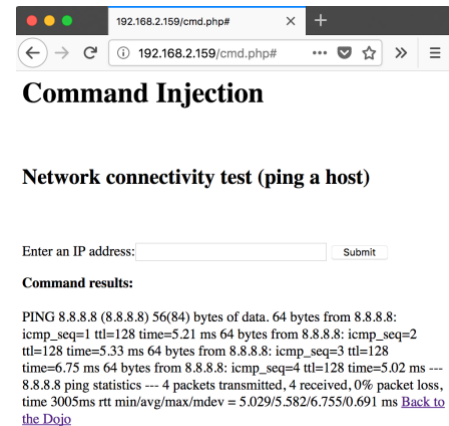 192.168.2.159/cmd.php#
192.168.2.159/cmd.php#
Command Injection
Network connectivity test (ping a host)
Enter an IP address: Submit
Command results:
PING 8.8.8.8 (8.8.8.8) 56(84) bytes of data. 64 bytes from 8.8.8.8:
icmp_seq=1 ttl=128 time=5.21 ms 64 bytes from 8.8.8.8: icmp_seq=2
ttl=128 time=5.33 ms 64 bytes from 8.8.8.8: icmp_seq=3 ttl=128
time=6.75 ms 64 bytes from 8.8.8.8: icmp_seq=4 ttl=128 time=5.02 ms ---
8.8.8.8 ping statistics --- 4 packets transmitted, 4 received, 0% packet loss,
time 3005ms rtt min/avg/max/mdev = 5.029/5.582/6.755/0.691 ms Back to
the Dojo